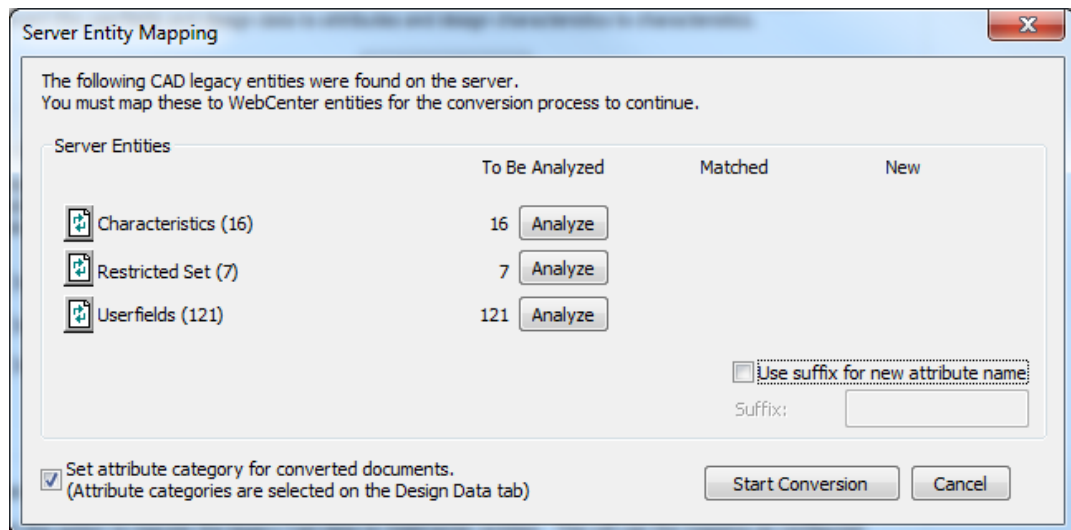 Server Entity Mapping
The following CAD legacy entities were found on the server.
You must map these to WebCenter entities for the conversion process to continue.
Server Entities
To Be Analyzed Matched New
Characteristics (16) 16 Analyze
Restricted Set (7) 7 Analyze
Userfields (121) 121 Analyze
Use suffix for new attribute name
Suffix:
Set attribute category for converted documents.
(Attribute categories are selected on the Design Data tab)
Start Conversion Cancel